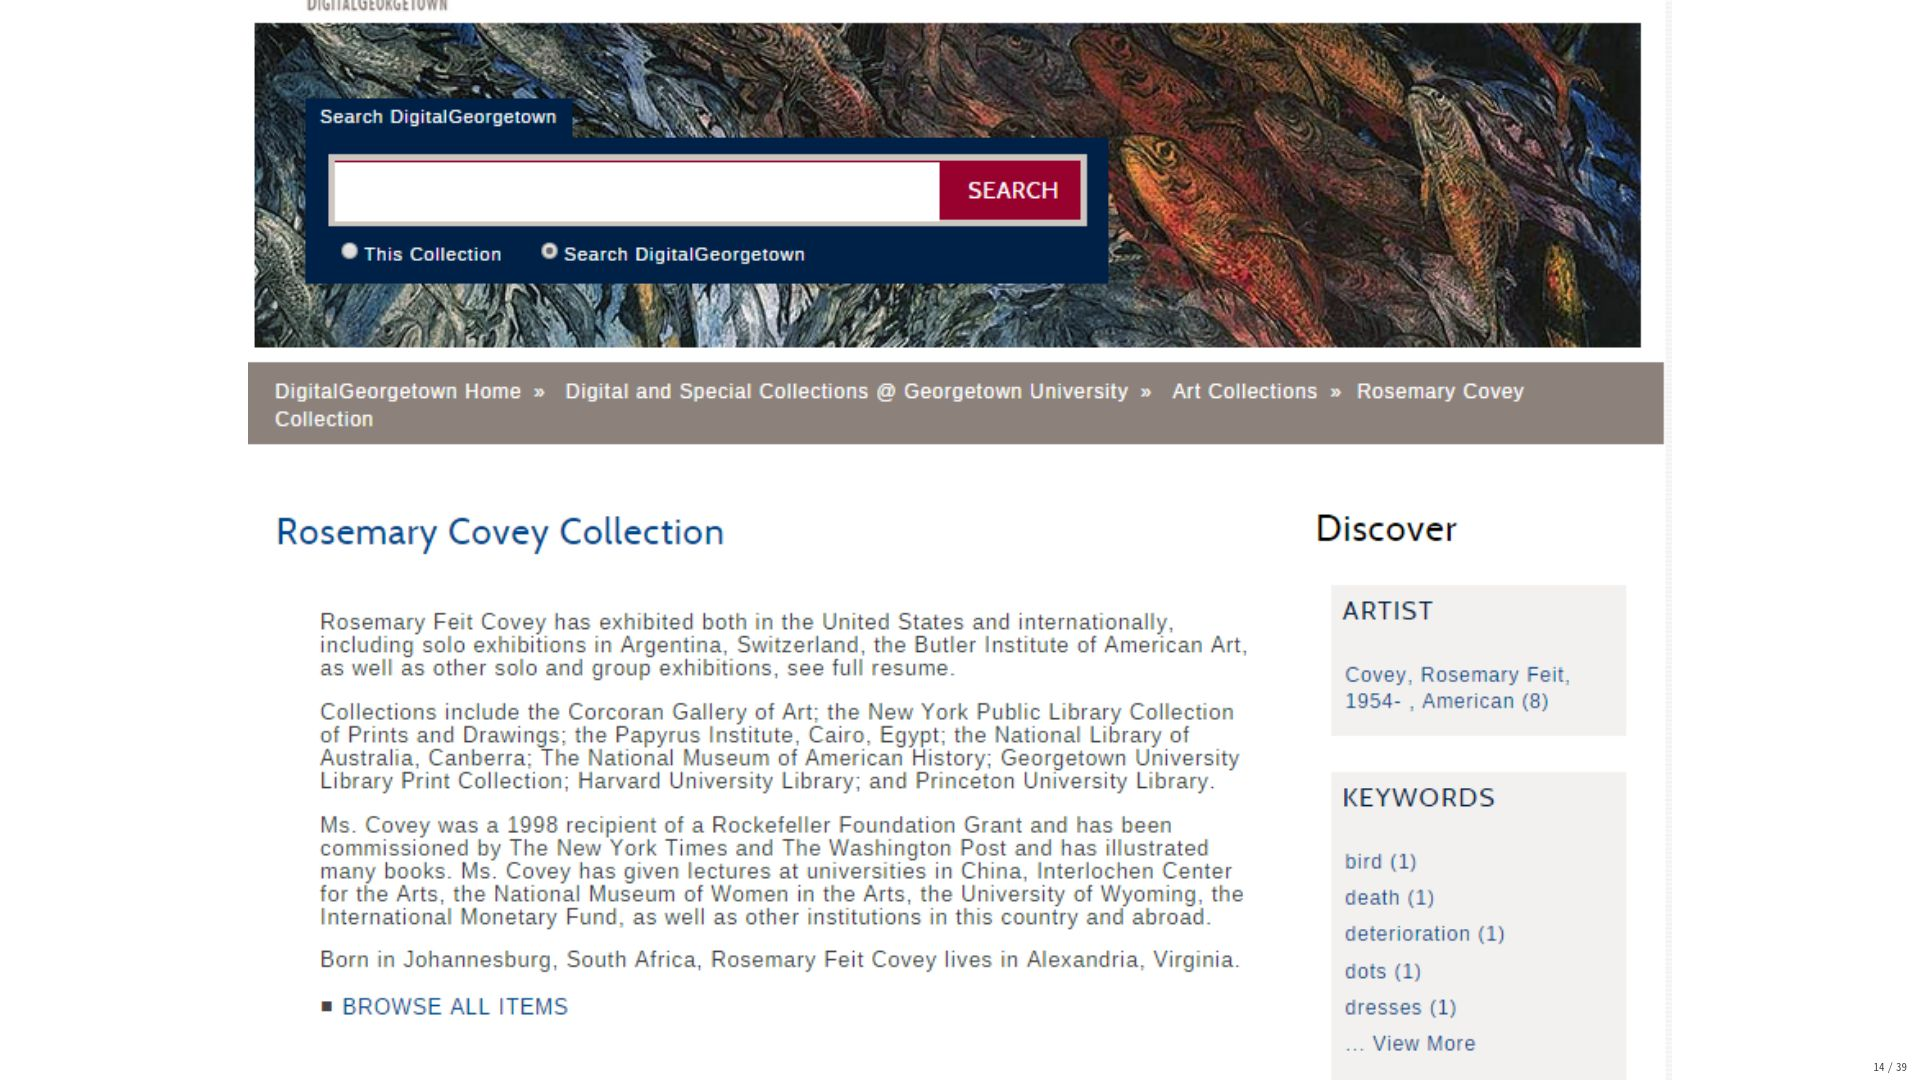 DIGITALGEORGETOWN
Search DigitalGeorgetown
SEARCH
This Collection
Search DigitalGeorgetown
DigitalGeorgetown Home » Digital and Special Collections @ Georgetown University » Art Collections » Rosemary Covey
Collection
Rosemary Covey Collection
Rosemary Feit Covey has exhibited both in the United States and internationally,
including solo exhibitions in Argentina, Switzerland, the Butler Institute of American Art,
as well as other solo and group exhibitions, see full resume.
Collections include the Corcoran Gallery of Art; the New York Public Library Collection
of Prints and Drawings; the Papyrus Institute, Cairo, Egypt; the National Library of
Australia, Canberra; The National Museum of American History; Georgetown University
Library Print Collection; Harvard University Library; and Princeton University Library.
Ms. Covey was a 1998 recipient of a Rockefeller Foundation Grant and has been
commissioned by The New York Times and The Washington Post and has illustrated
many books. Ms. Covey has given lectures at universities in China, Interlochen Center
for the Arts, the National Museum of Women in the Arts, the University of Wyoming, the
International Monetary Fund, as well as other institutions in this country and abroad.
Born in Johannesburg, South Africa, Rosemary Feit Covey lives in Alexandria, Virginia.
BROWSE ALL ITEMS
Discover
ARTIST
Covey, Rosemary Feit,
1954- , American (8)
KEYWORDS
bird (1)
death (1)
deterioration (1)
dots (1)
dresses (1)
... View More
14 / 39